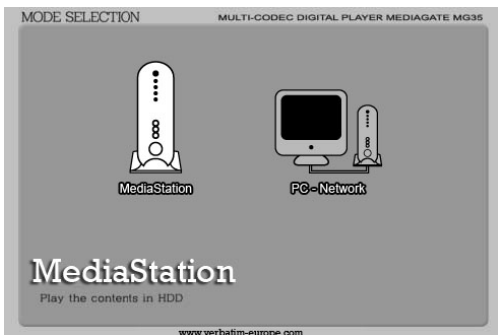 MODE SELECTION
MULTI-CODEC DIGITAL PLAYER MEDIAGATE MG35
MediaStation
PC - Network
MediaStation
Play the contents in HDD
www.verbatim-europe.com